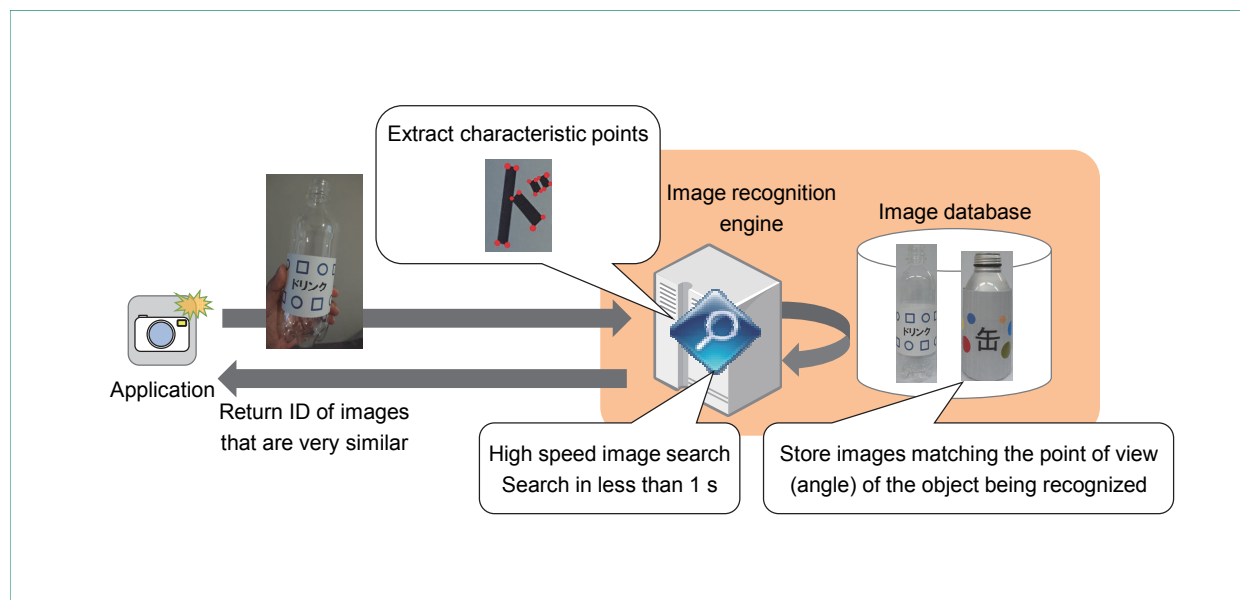 Extract characteristic points
Image recognition
engine
Image database
ドリンク
ドリンク
缶
Application
Return ID of images
that are very similar
High speed image search
Search in less than 1 s
Store images matching the point of view
(angle) of the object being recognized